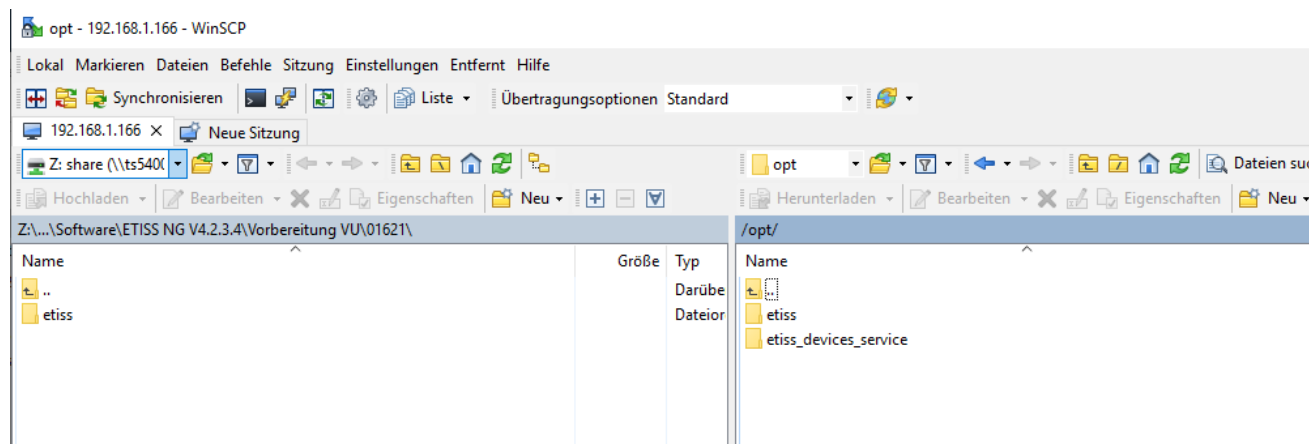 opt - 192.168.1.166 - WinSCP
Lokal Markieren Dateien Befehle Sitzung Einstellungen Entfernt Hilfe
Synchronisieren Liste Übertragungsoptionen Standard
192.168.1.166 Neue Sitzung
Z: share (\\ts540 opt Dateien suc
Hochladen Bearbeiten Eigenschaften Neu Herunterladen Bearbeiten Eigenschaften Neu
Z:\...\Software\ETISS NG V4.2.3.4\Vorbereitung VU\01621\ /opt/
Name Größe Typ Name
.. Darübe ..
etiss Dateior etiss
etiss_devices_service